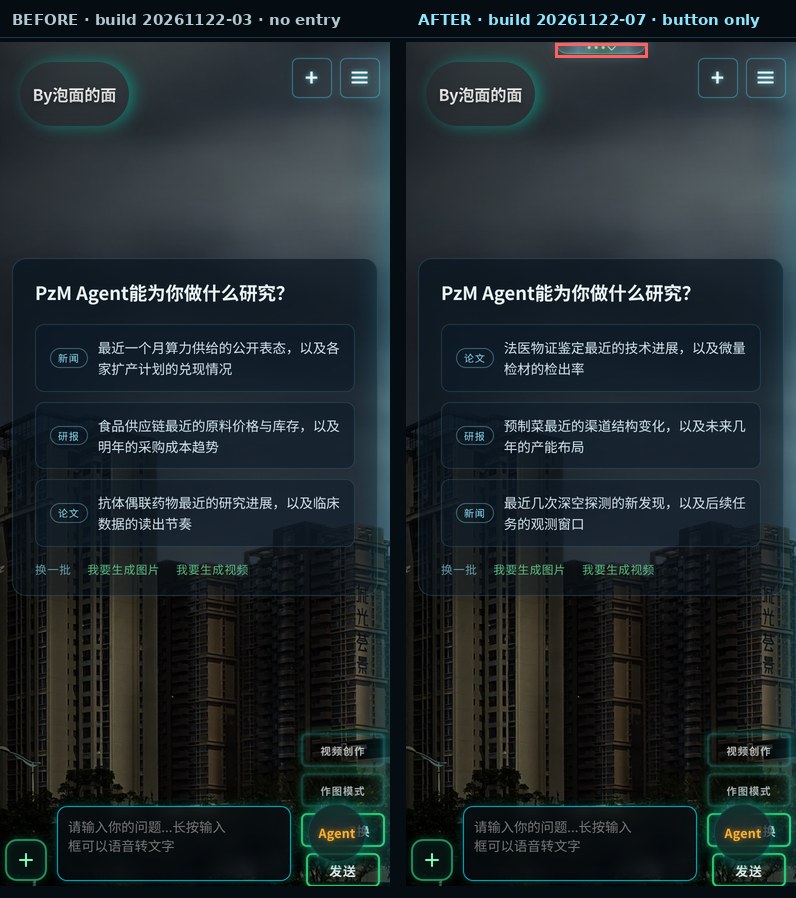 BEFORE · build 20261122-03 · no entry
By泡面的面
+
PzM Agent能为你做什么研究?
新闻
最近一个月算力供给的公开表态，以及各
家扩产计划的兑现情况
研报
食品供应链最近的原料价格与库存，以及
明年的采购成本趋势
论文
抗体偶联药物最近的研究进展，以及临床
数据的读出节奏
换一批 我要生成图片 我要生成视频
视频创作
作图模式
请输入你的问题...长按输入
框可以语音转文字
Agent
换
+
发送
AFTER · build 20261122-07 · button only
By泡面的面
+
PzM Agent能为你做什么研究?
论文
法医物证鉴定最近的技术进展，以及微量
检材的检出率
研报
预制菜最近的渠道结构变化，以及未来几
年的产能布局
新闻
最近几次深空探测的新发现，以及后续任
务的观测窗口
换一批 我要生成图片 我要生成视频
视频创作
作图模式
请输入你的问题...长按输入
框可以语音转文字
Agent
换
+
发送